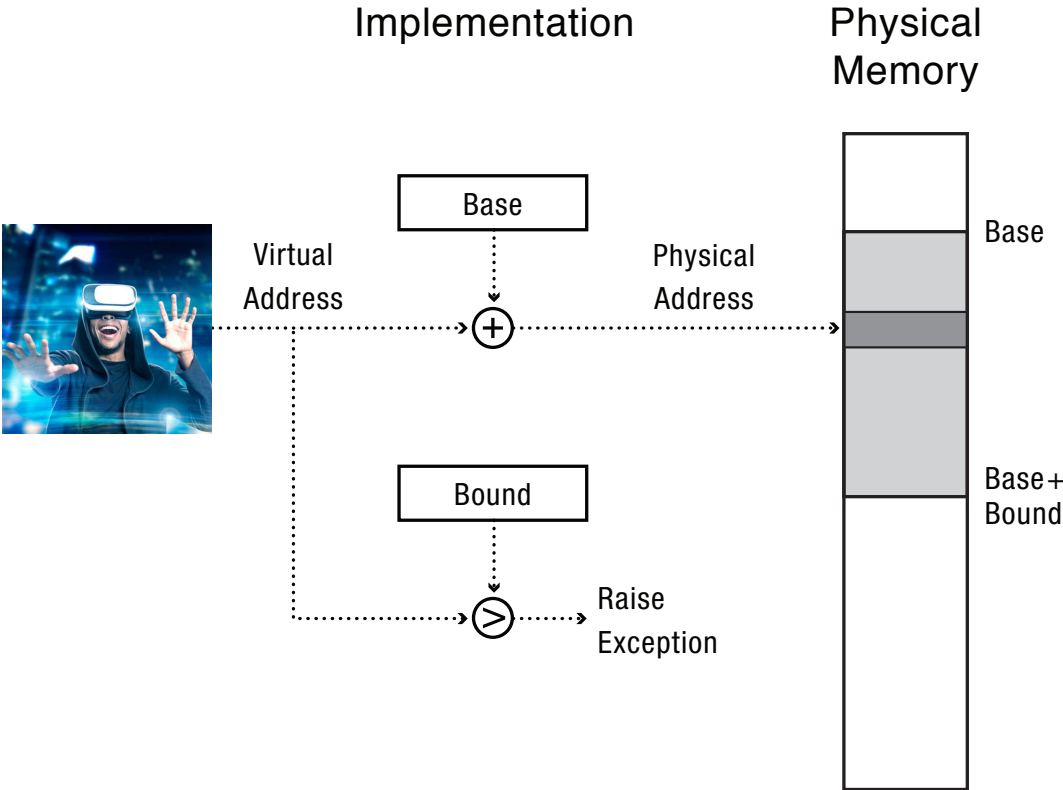 Implementation
Physical
Memory
Base
Base
Virtual
Address
Physical
Address
+
Bound
Base+
Bound
>
Raise
Exception